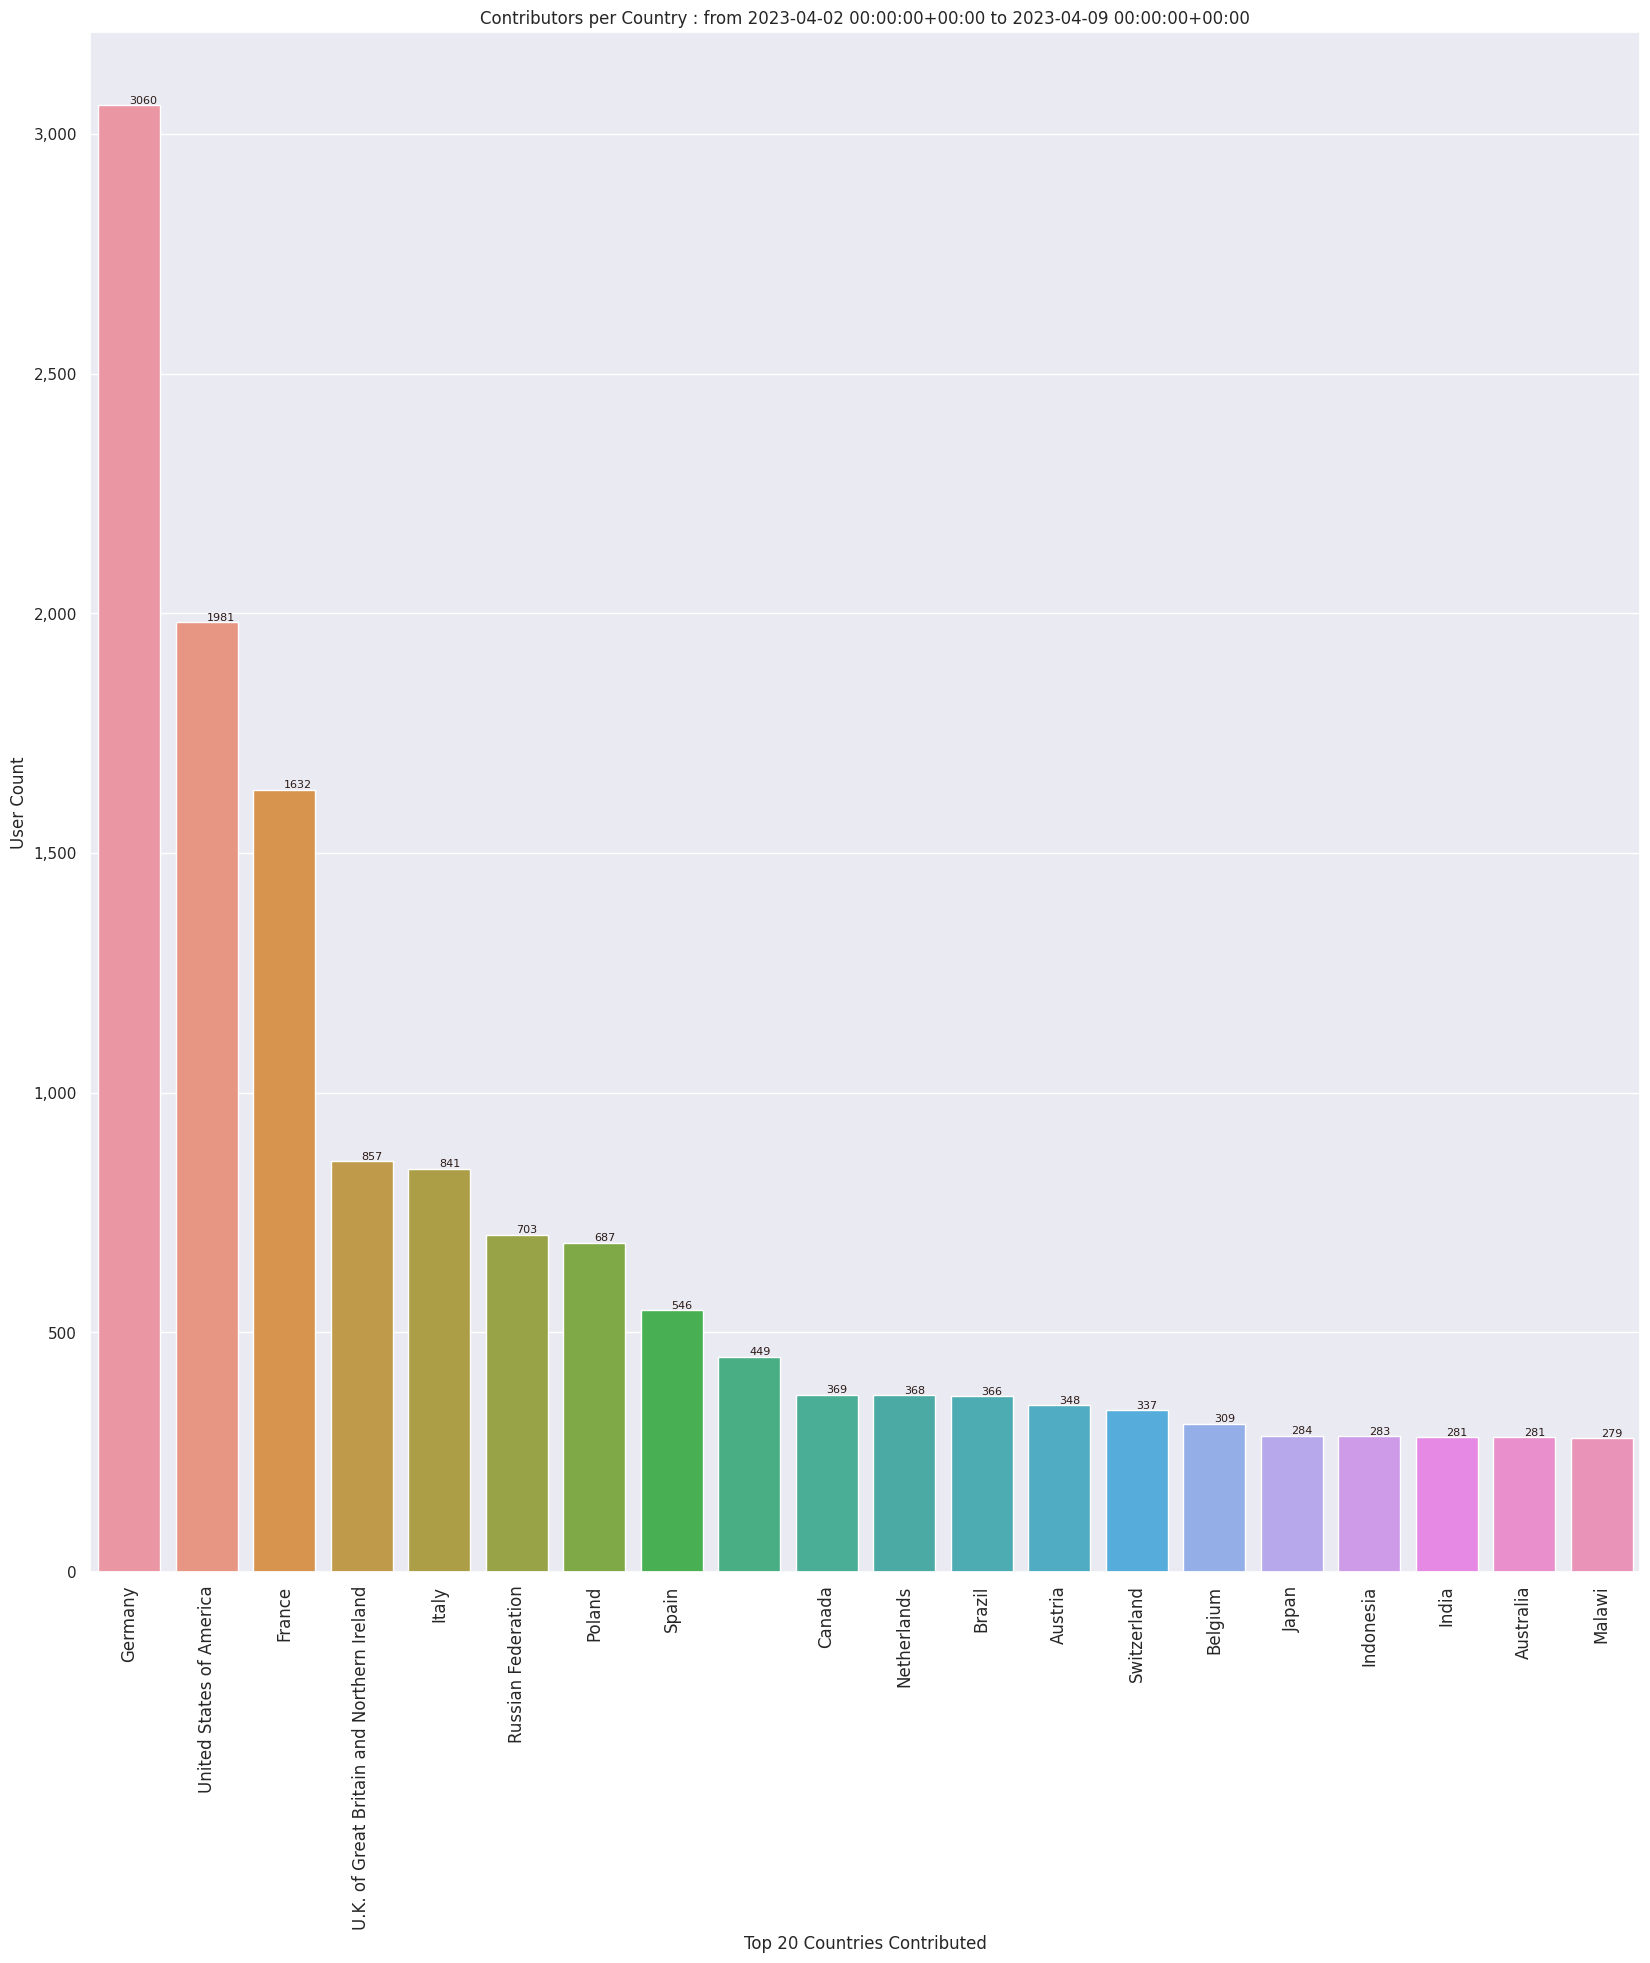 Contributors per Country : from 2023-04-02 00:00:00+00:00 to 2023-04-09 00:00:00+00:00
User Count
3,000
2,500
2,000
1,500
1,000
500
0
3060
1981
1632
857
841
703
687
546
449
369
368
366
348
337
309
284
283
281
281
279
Germany
United States of America
France
U.K. of Great Britain and Northern Ireland
Italy
Russian Federation
Poland
Spain
Canada
Netherlands
Brazil
Austria
Switzerland
Belgium
Japan
Indonesia
India
Australia
Malawi
Top 20 Countries Contributed